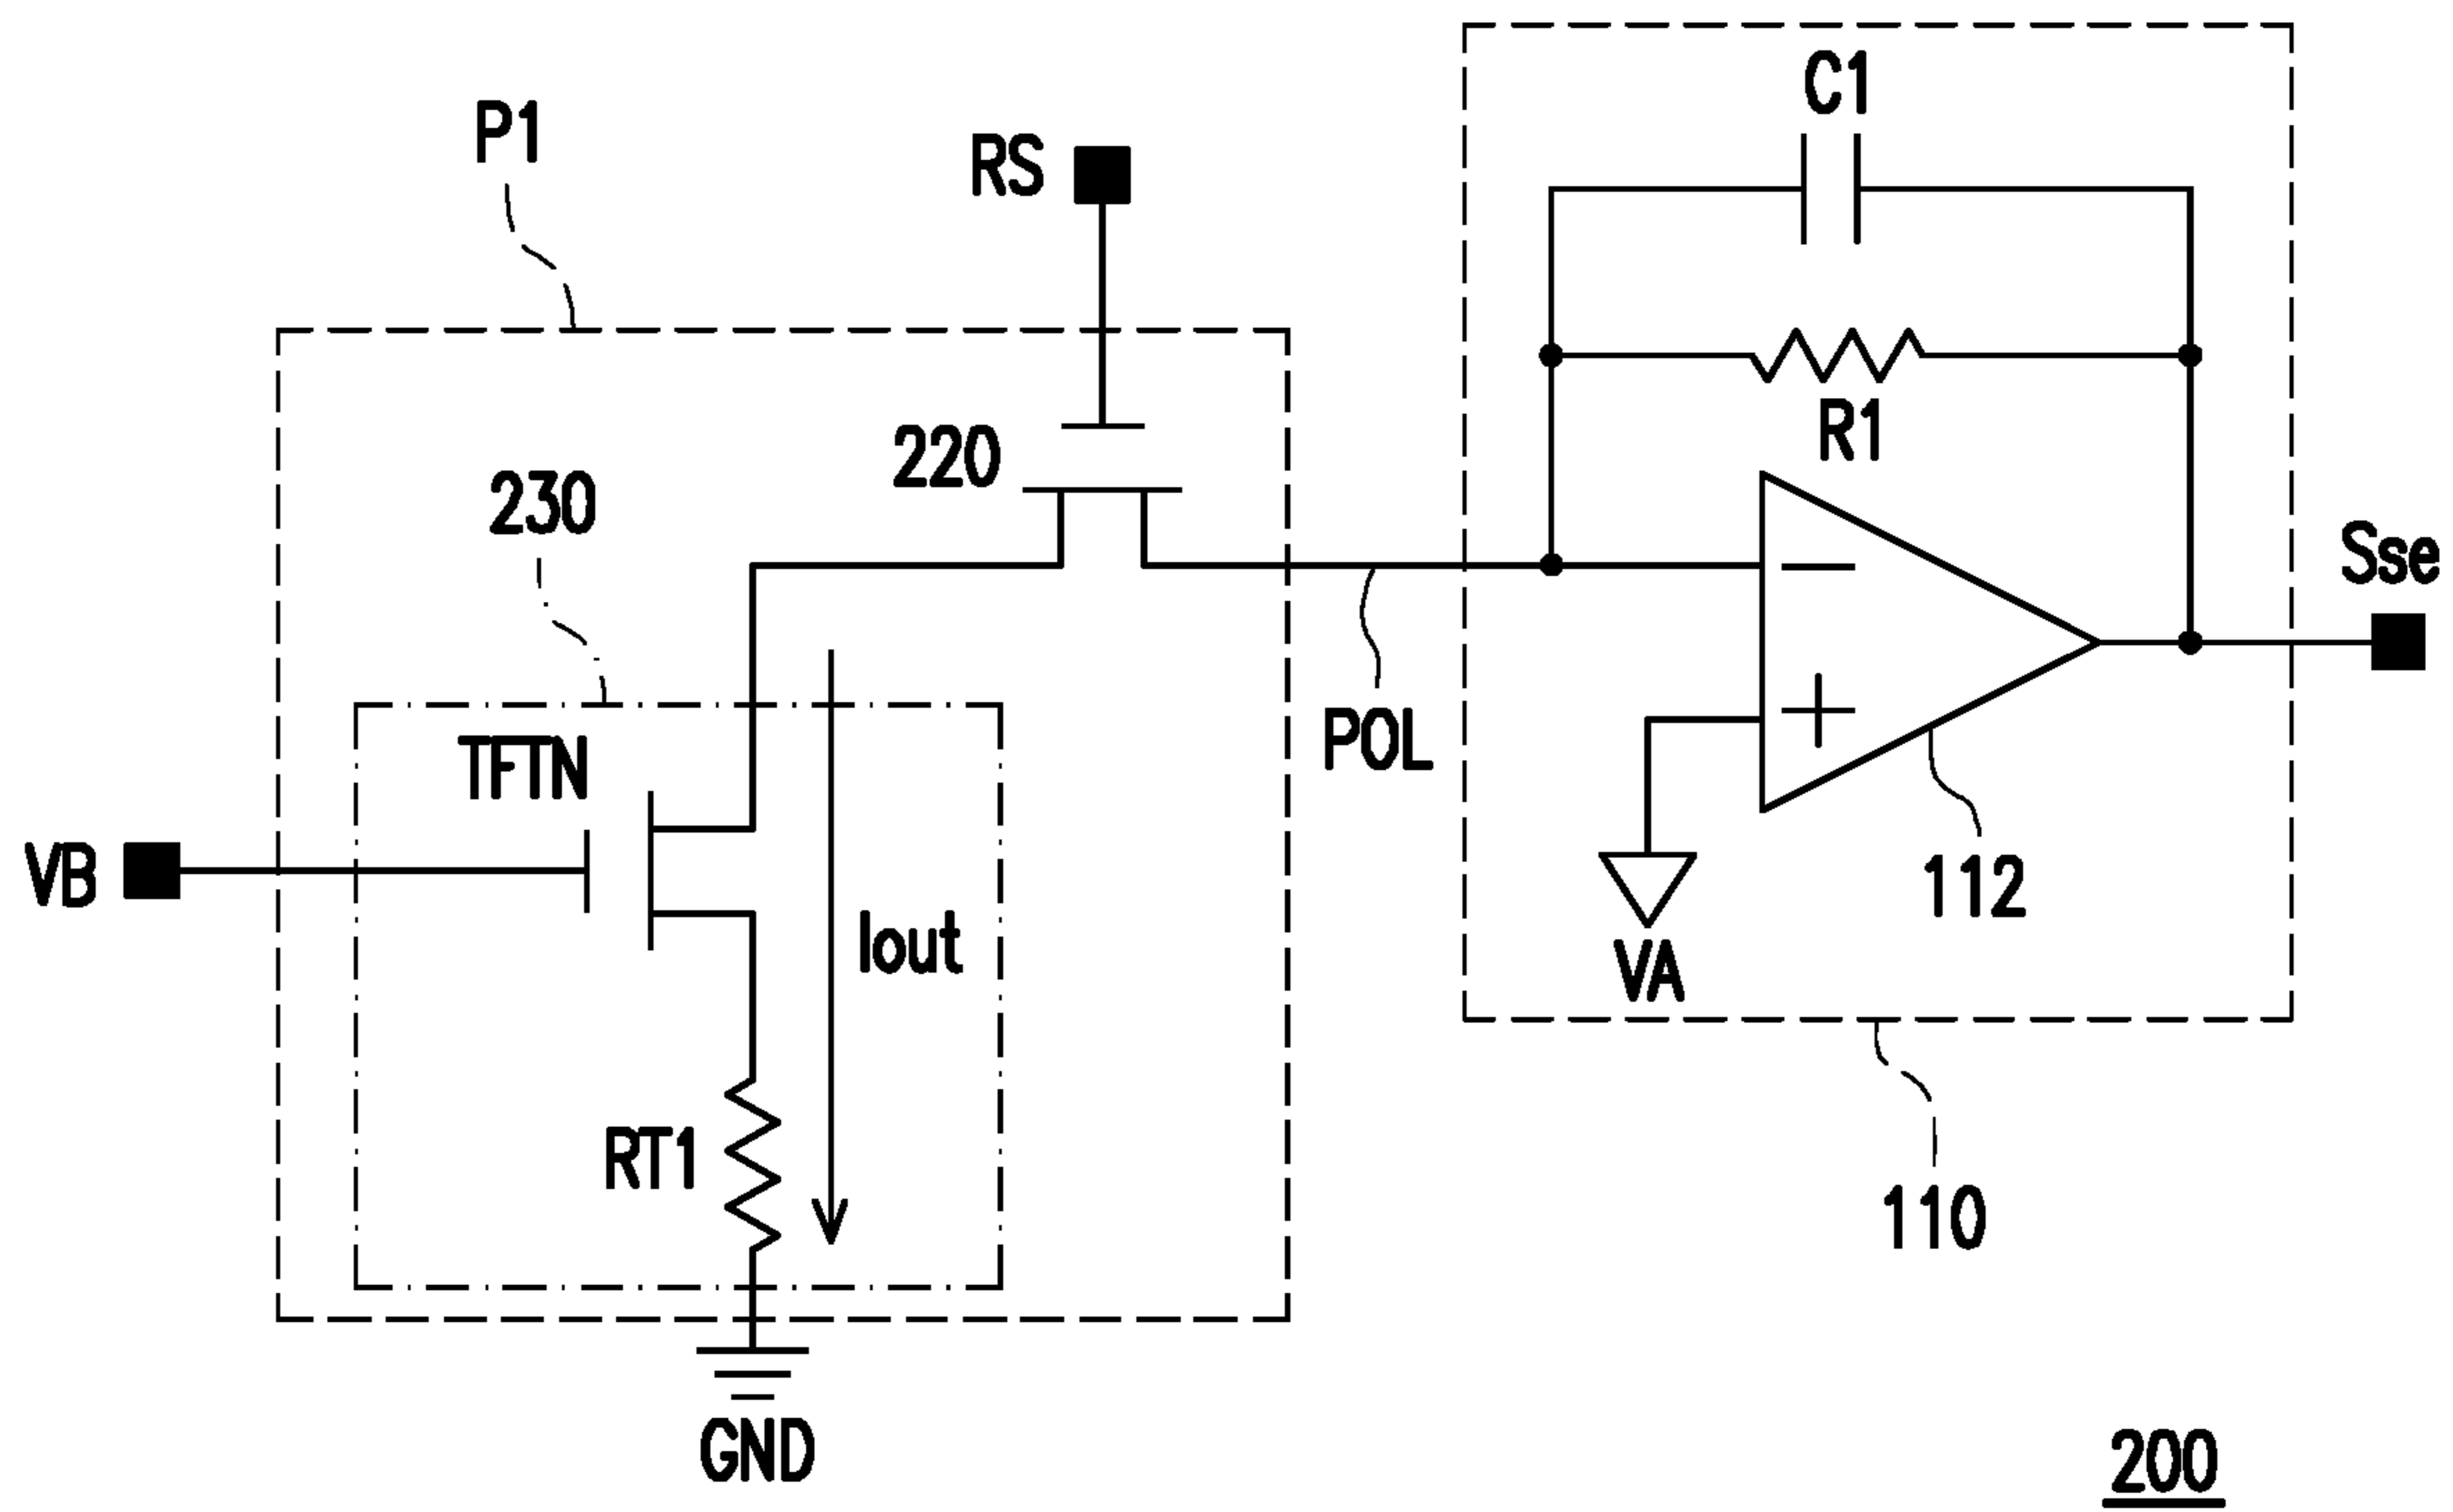 C1
P1
RS
R1
220
230
Sse
POL
TFTN
VB
112
Iout
VA
RT1
110
GND
200